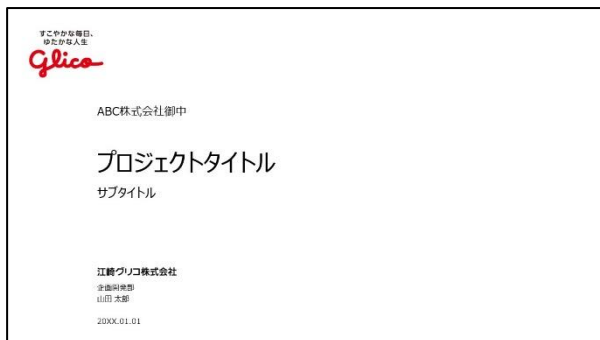 すこやかな毎日、
ゆたかな人生
Glico
ABC株式会社御中
プロジェクトタイトル
サブタイトル
江崎グリコ株式会社
企画開発部
山田 太郎
20XX.01.01